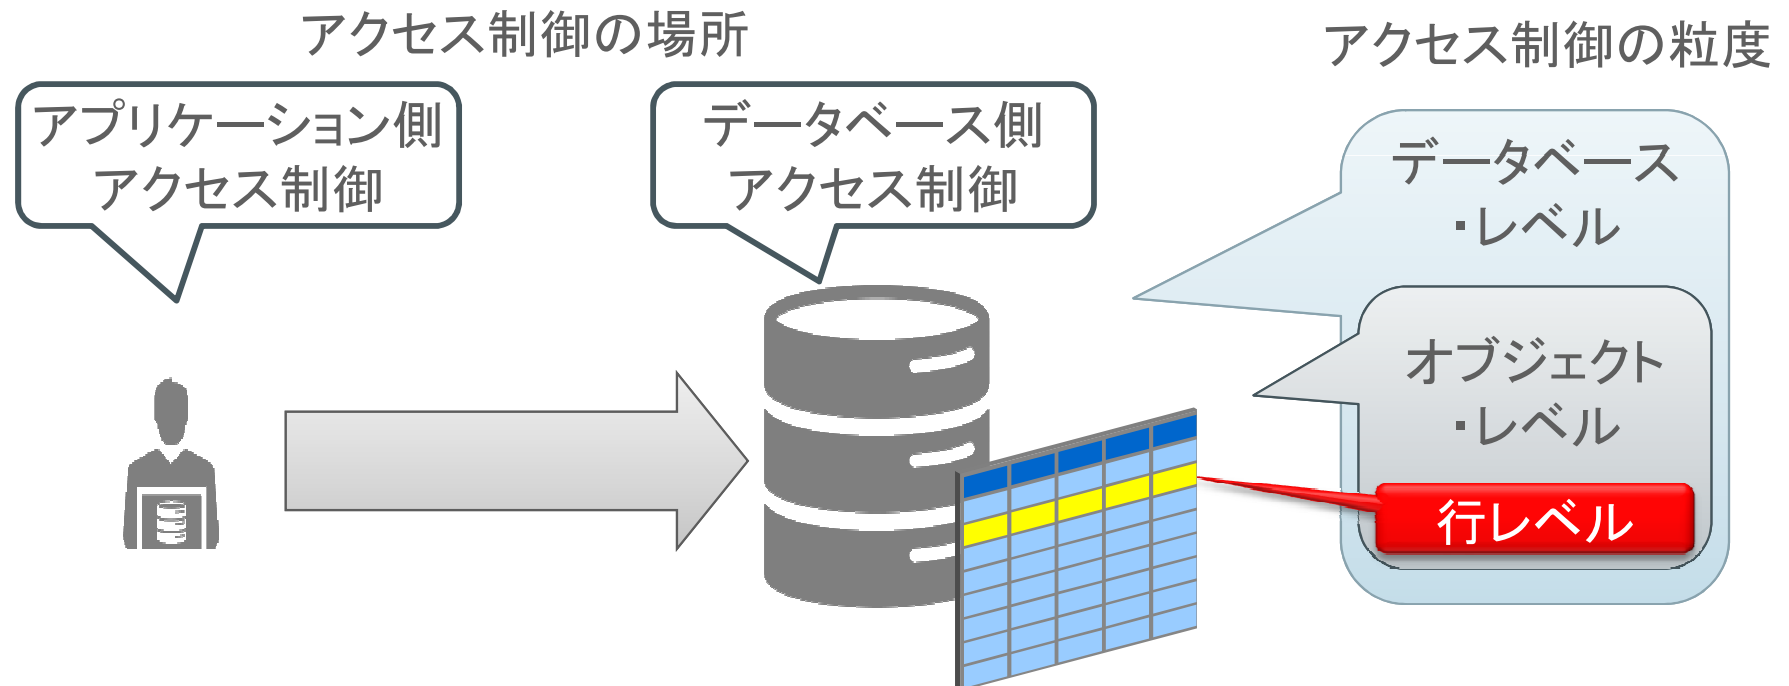 アクセス制御の場所
アクセス制御の粒度
アプリケーション側
アクセス制御
データベース側
アクセス制御
データベース
・レベル
オブジェクト
・レベル
行レベル